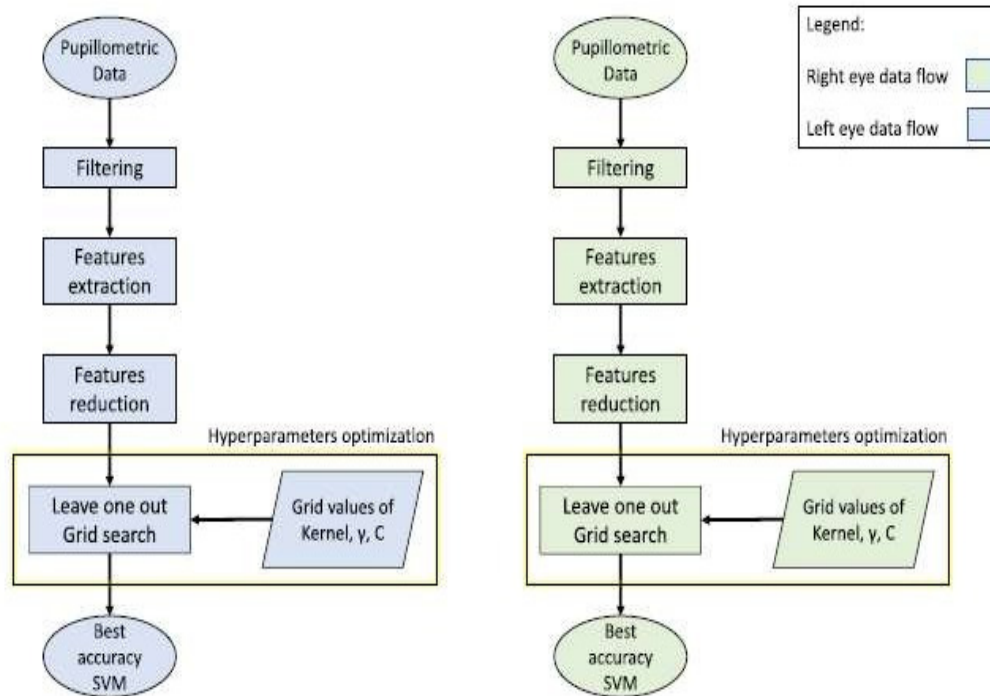 Pupillometric
Data
Filtering
Features
extraction
Features
reduction
Hyperparameters optimization
Leave one out
Grid search
Grid values of
Kernel, γ, C
Best
accuracy
SVM
Pupillometric
Data
Filtering
Features
extraction
Features
reduction
Hyperparameters optimization
Leave one out
Grid search
Grid values of
Kernel, γ, C
Best
accuracy
SVM
Legend:
Right eye data flow
Left eye data flow